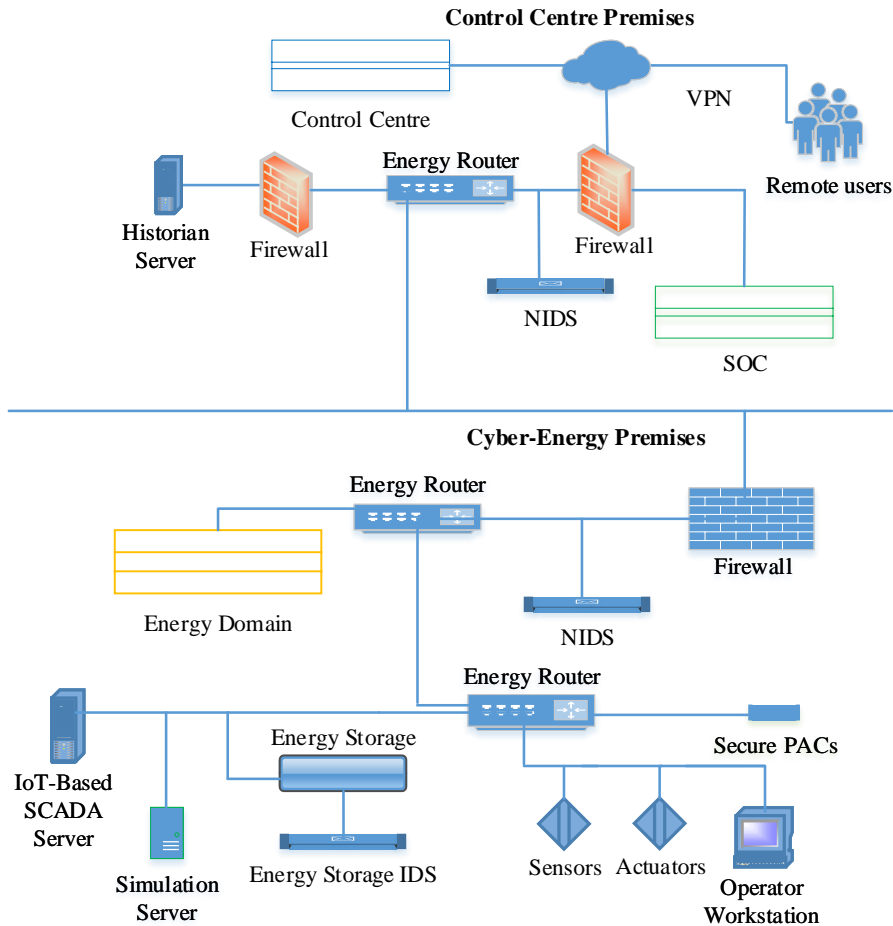 Control Centre Premises
VPN
Control Centre
Remote users
Energy Router
Historian
Server
Firewall
Firewall
NIDS
SOC
Cyber-Energy Premises
Energy Router
Firewall
Energy Domain
NIDS
Energy Router
Energy Storage
Secure PACs
IoT-Based
SCADA
Server
Simulation
Server
Energy Storage IDS
Sensors
Actuators
Operator
Workstation